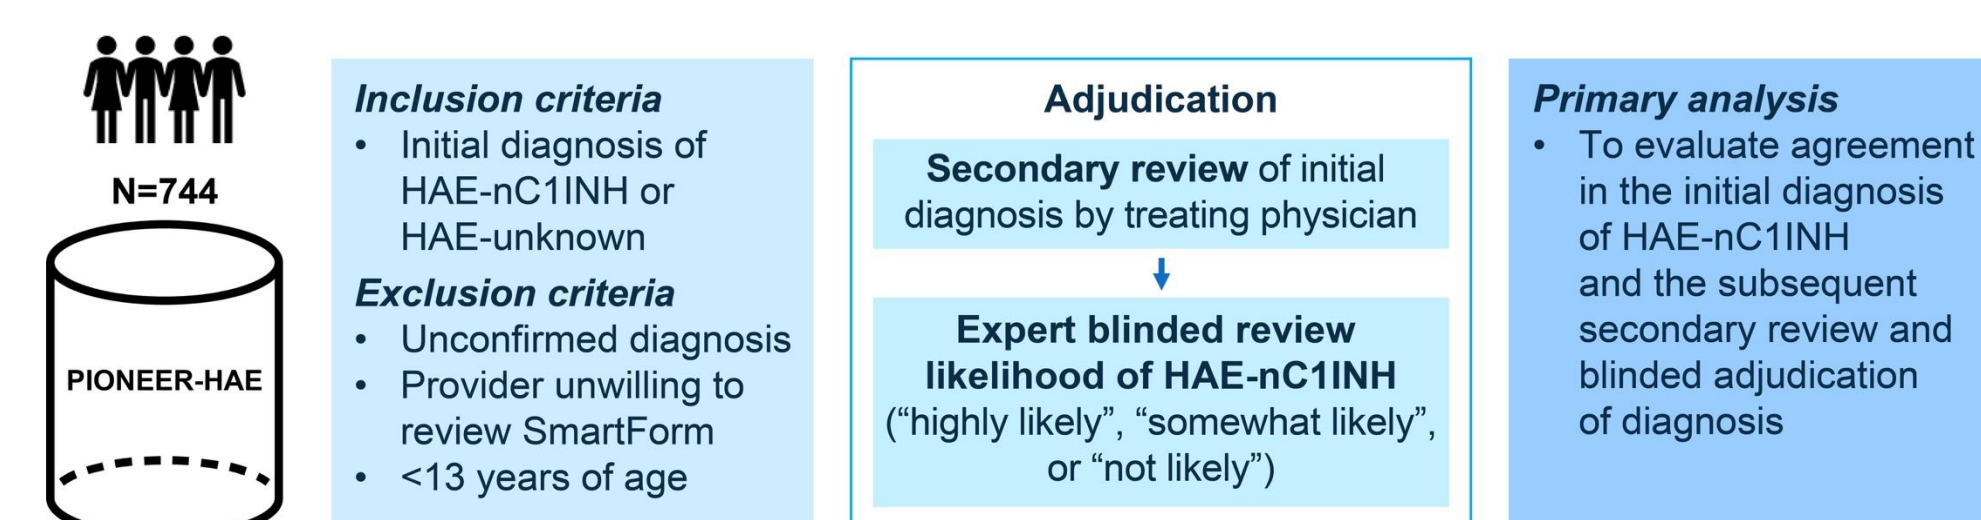 N=744
PIONEER-HAE
Inclusion criteria
• Initial diagnosis of
HAE-nC1INH or
HAE-unknown
Exclusion criteria
• Unconfirmed diagnosis
• Provider unwilling to
review SmartForm
• <13 years of age
Adjudication
Secondary review of initial
diagnosis by treating physician
Expert blinded review
likelihood of HAE-nC1INH
(“highly likely”, “somewhat likely”,
or “not likely”)
Primary analysis
• To evaluate agreement
in the initial diagnosis
of HAE-nC1INH
and the subsequent
secondary review and
blinded adjudication
of diagnosis